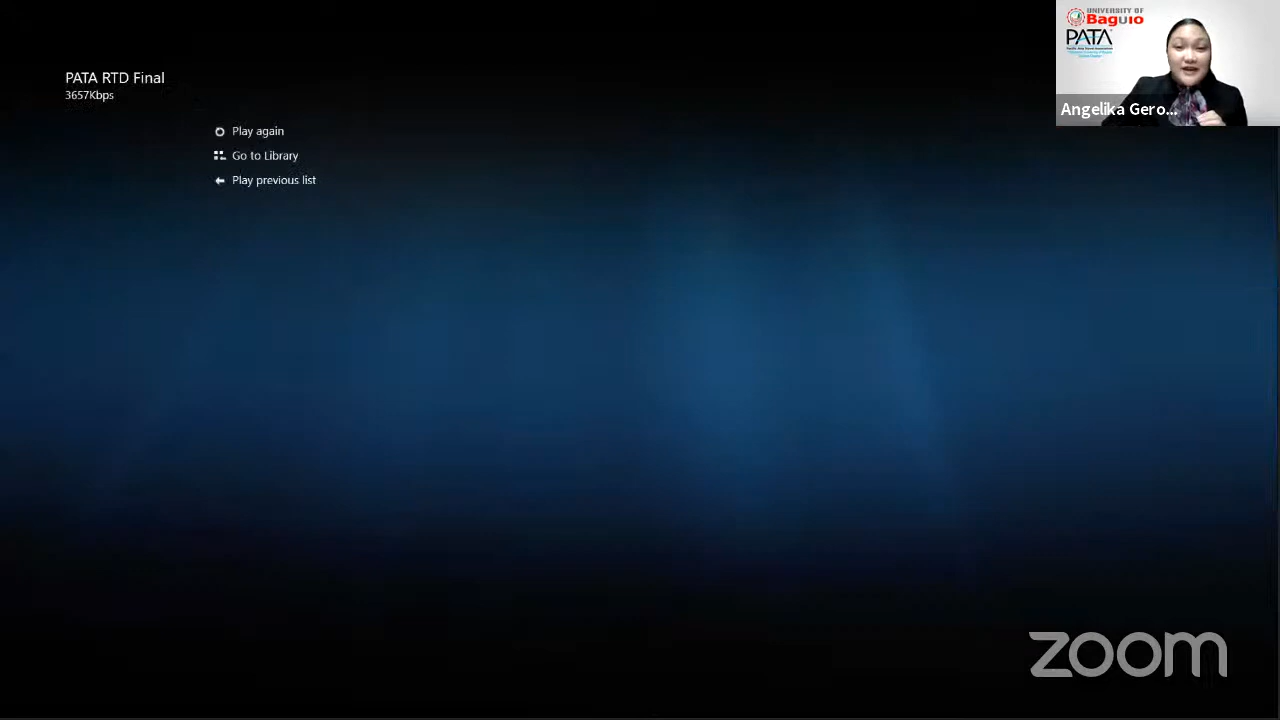 PATA RTD Final
3657Kbps
Play again
Go to Library
Play previous list
UNIVERSITY OF
Baguio
PATA
Angelika Gero...
zoom